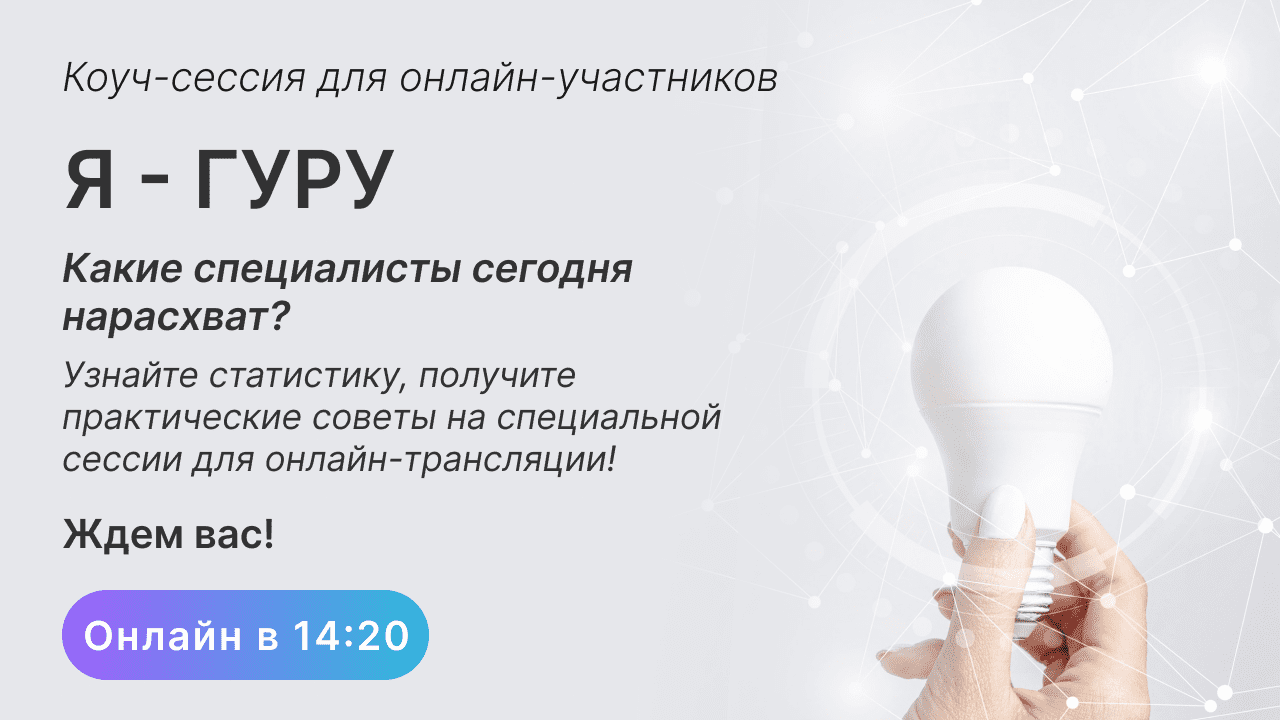 Коуч-сессия для онлайн-участников
Я - ГУРУ
Какие специалисты сегодня
нарасхват?
Узнайте статистику, получите
практические советы на специальной
сессии для онлайн-трансляции!
Ждем вас!
Онлайн в 14:20